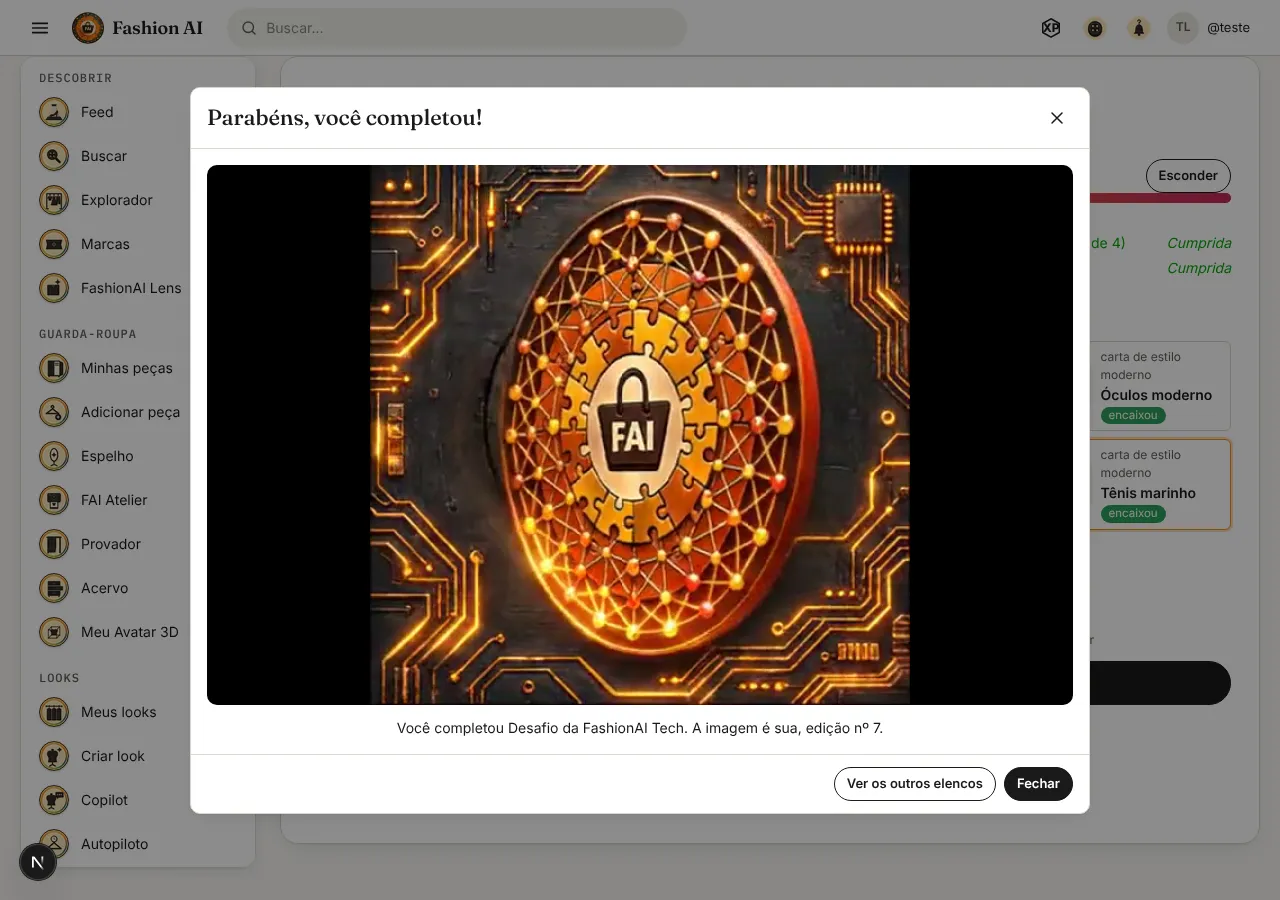 Fashion AI
Buscar...
XP
TL
@teste
DESCOBRIR
Feed
Buscar
Explorador
Marcas
FashionAI Lens
GUARDA-ROUPA
Minhas peças
Adicionar peça
Espelho
FAI Atelier
Provador
Acervo
Meu Avatar 3D
LOOKS
Meus looks
Criar look
Copilot
Autopiloto
N
Parabéns, você completou!
FAI
Você completou Desafio da FashionAI Tech. A imagem é sua, edição nº 7.
Ver os outros elencos
Fechar
Esconder
de 4)
Cumprida
Cumprida
carta de estilo
moderno
Óculos moderno
encaixou
carta de estilo
moderno
Tênis marinho
encaixou